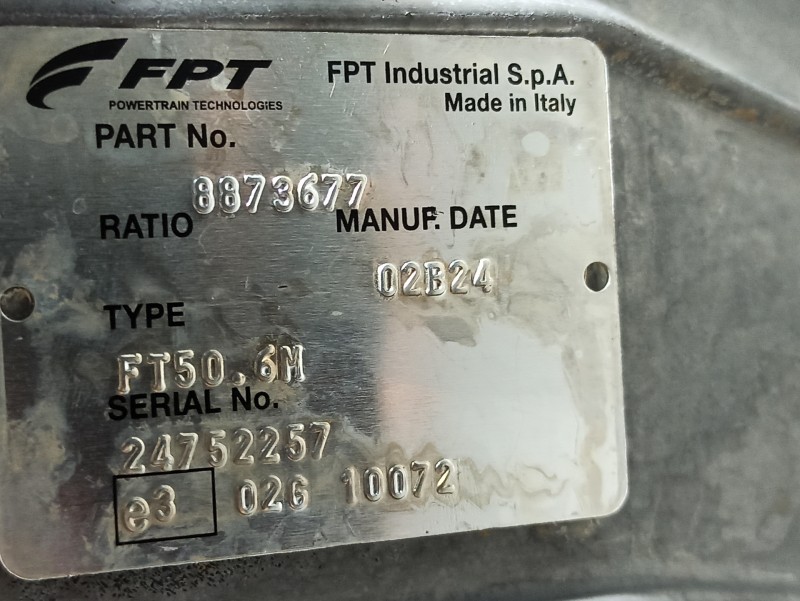 FPT
POWERTRAIN TECHNOLOGIES
FPT Industrial S.p.A.
Made in Italy
PART No.
8873677
RATIO
MANUF. DATE
02B24
TYPE
FT50.6M
SERIAL No.
24752257
e3 02G 10072